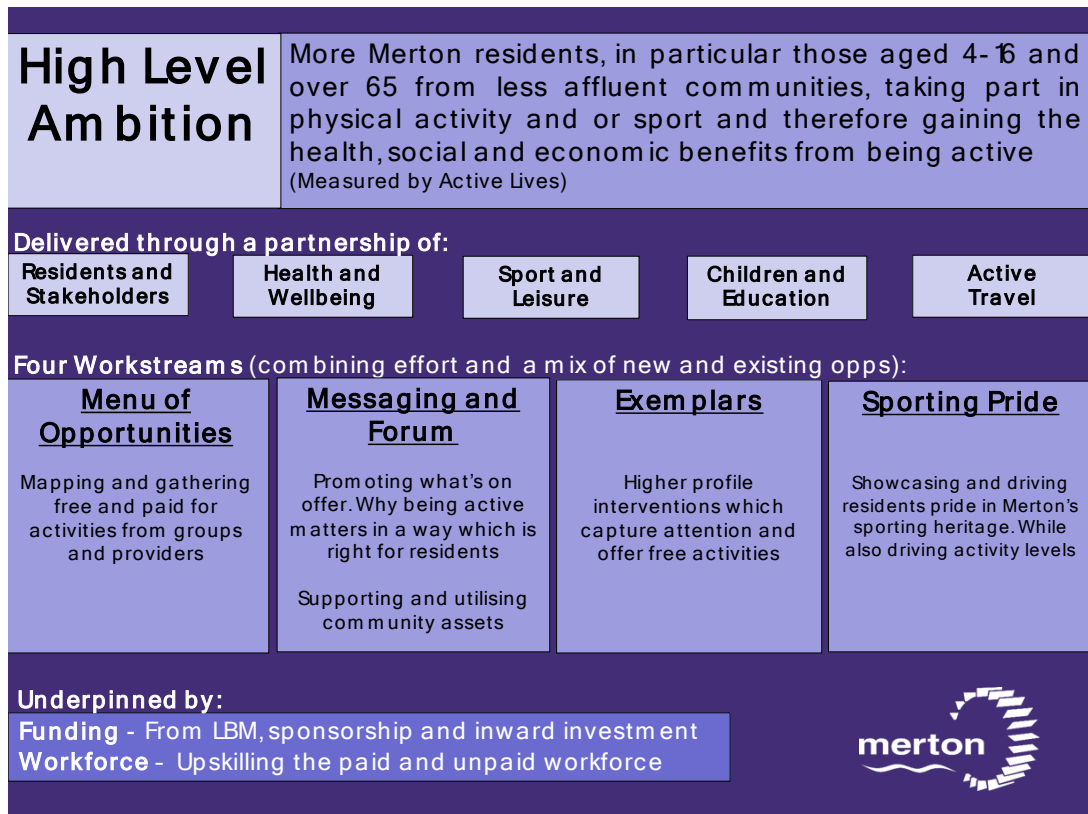 High Level
Ambition
More Merton residents, in particular those aged 4-16 and
over 65 from less affluent communities, taking part in
physical activity and or sport and therefore gaining the
health, social and economic benefits from being active
(Measured by Active Lives)
Delivered through a partnership of:
Residents and
Stakeholders
Health and
Wellbeing
Sport and
Leisure
Children and
Education
Active
Travel
Four Workstreams (combining effort and a mix of new and existing opps):
Menu of
Opportunities
Mapping and gathering
free and paid for
activities from groups
and providers
Messaging and
Forum
Promoting what's on
offer. Why being active
matters in a way which is
right for residents
Supporting and utilising
community assets
Exemplars
Higher profile
interventions which
capture attention and
offer free activities
Sporting Pride
Showcasing and driving
residents pride in Merton's
sporting heritage. While
also driving activity levels
Underpinned by:
Funding - From LBM, sponsorship and inward investment
Workforce - Upskilling the paid and unpaid workforce
merton